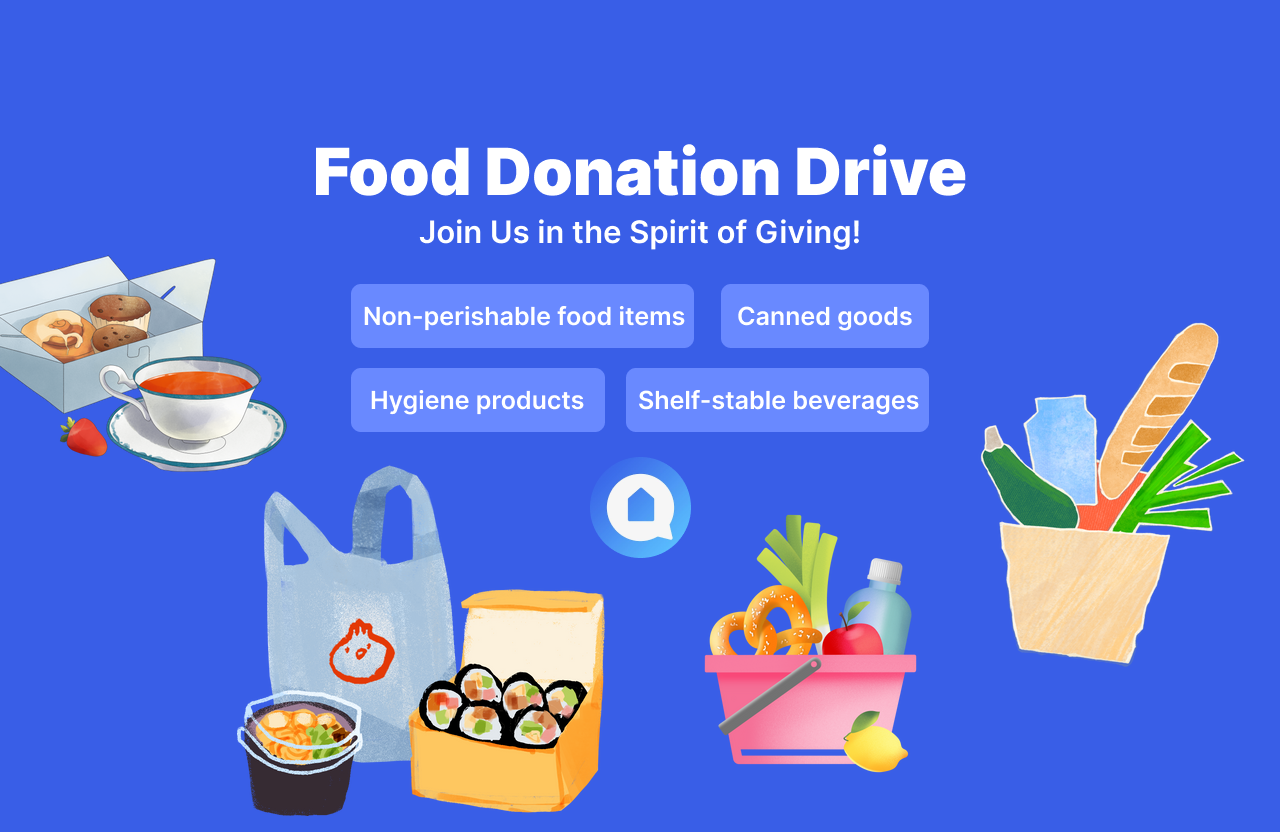 Food Donation Drive
Join Us in the Spirit of Giving!
Non-perishable food items
Canned goods
Hygiene products
Shelf-stable beverages